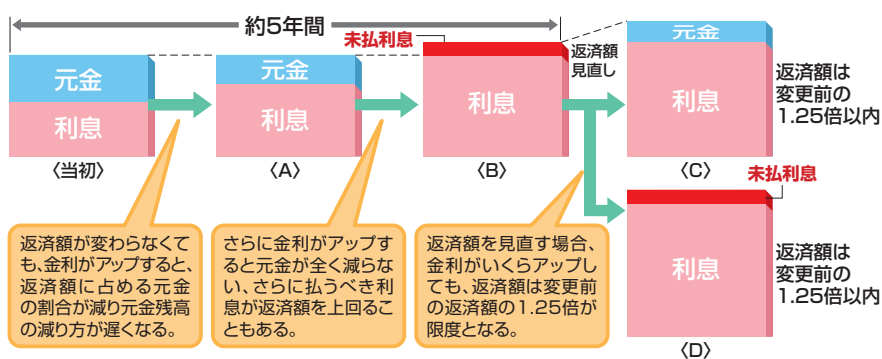 約5年間
未払利息
返済額
見直し
元金
利息
〈当初〉
元金
利息
〈A〉
利息
〈B〉
元金
利息
〈C〉
返済額は
変更前の
1.25倍以内
未払利息
利息
〈D〉
返済額は
変更前の
1.25倍以内
返済額が変わらなくて
も、金利がアップすると、
返済額に占める元金
の割合が減り元金残高
の減り方が遅くなる。
さらに金利がアップす
ると元金が全く減らな
い、さらに払うべき利
息が返済額を上回るこ
ともある。
返済額を見直す場合、
金利がいくらアップし
ても、返済額は変更前
の返済額の1.25倍が
限度となる。